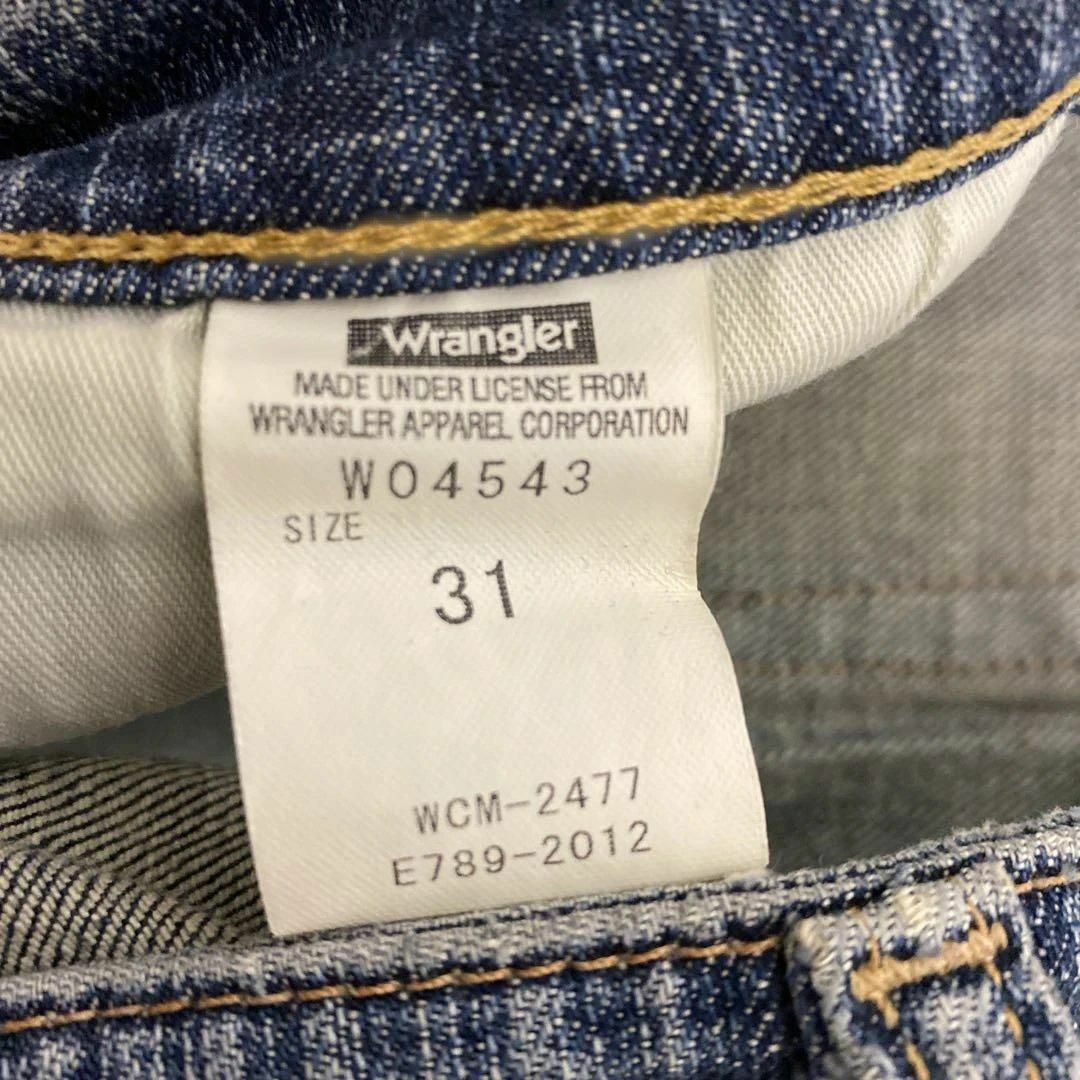 Wrangler
MADE UNDER LICENSE FROM
WRANGLER APPAREL CORPORATION
W04543
SIZE
31
WCM-2477
E789-2012